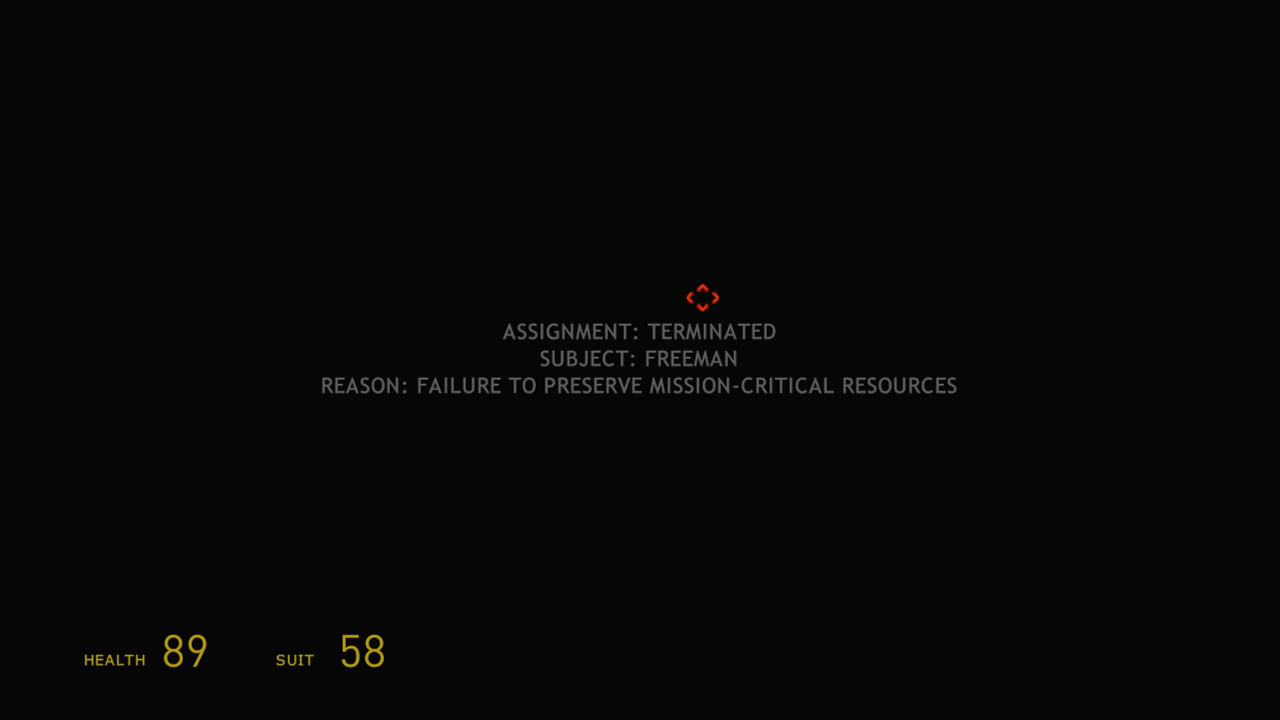 ASSIGNMENT: TERMINATED
SUBJECT: FREEMAN
REASON: FAILURE TO PRESERVE MISSION-CRITICAL RESOURCES
HEALTH 89 SUIT 58